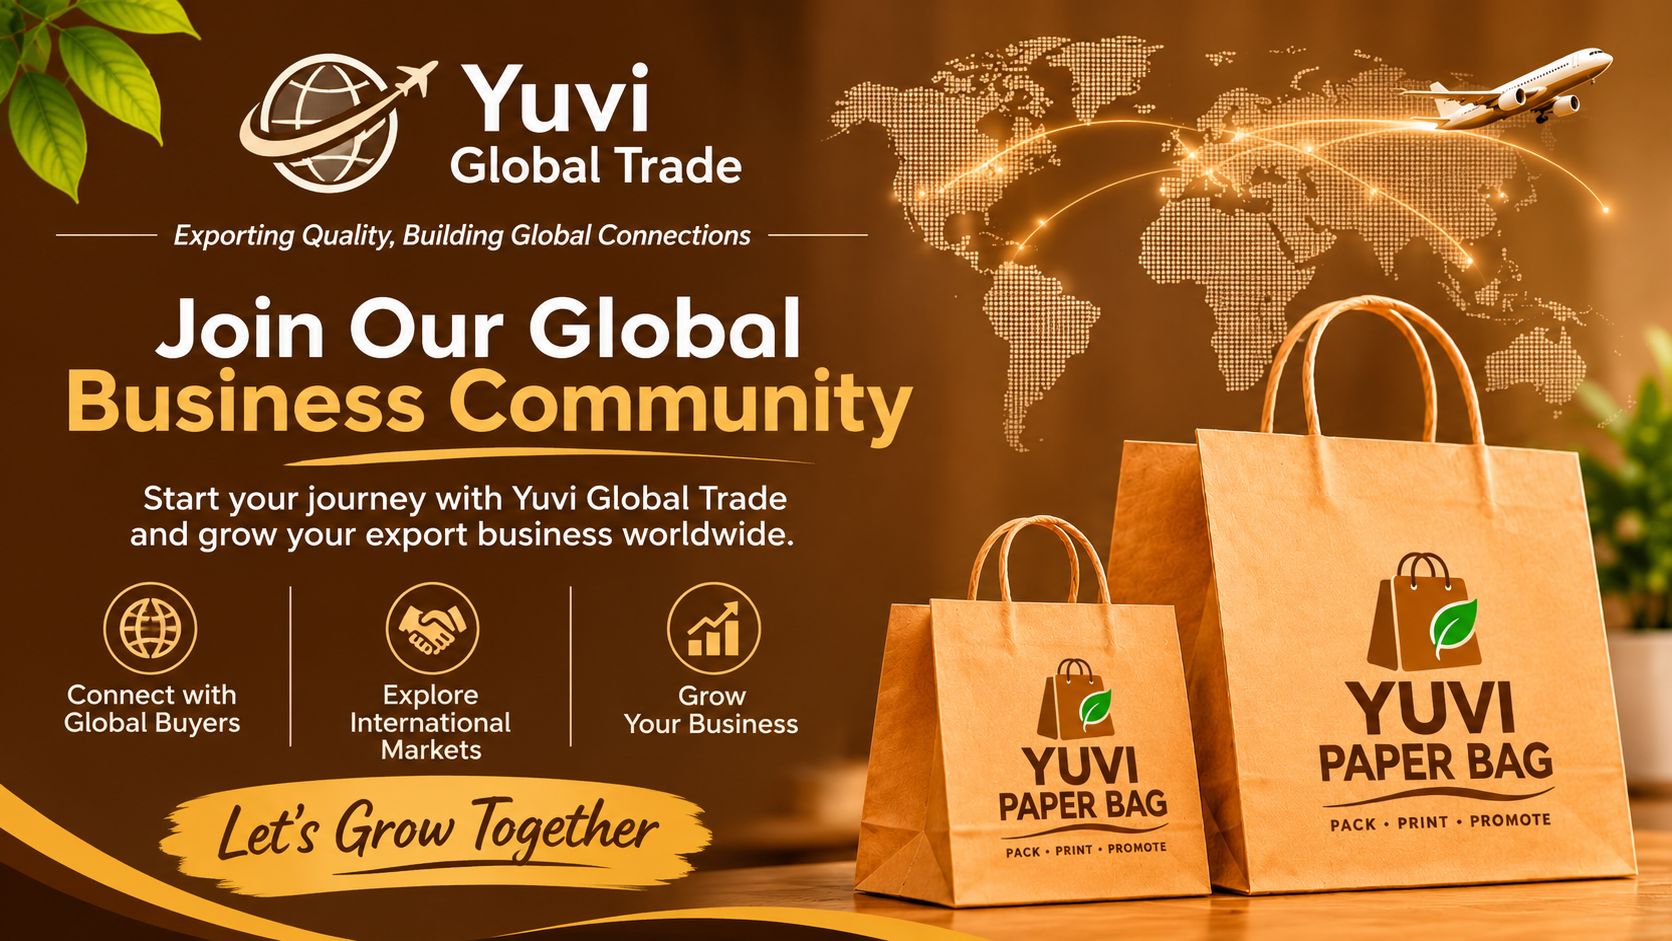 Yuvi
Global Trade
Exporting Quality, Building Global Connections
Join Our Global
Business Community
Start your journey with Yuvi Global Trade
and grow your export business worldwide.
Connect with
Global Buyers
Explore
International
Markets
Grow
Your Business
Let's Grow Together
YUVI
PAPER BAG
PACK • PRINT • PROMOTE
YUVI
PAPER BAG
PACK • PRINT • PROMOTE